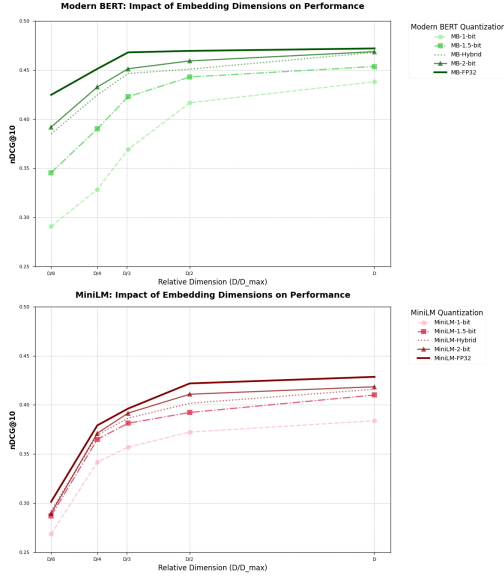 Modern BERT: Impact of Embedding Dimensions on Performance
Modern BERT Quantization
MB-1-bit
MB-1.5-bit
MB-Hybrid
MB-2-bit
MB-FP32
nDCG@10
0.50
0.45
0.40
0.35
0.30
0.25
D/8
D/4
D/3
D/2
D
Relative Dimension (D/D_max)
MiniLM: Impact of Embedding Dimensions on Performance
MiniLM Quantization
MiniLM-1-bit
MiniLM-1.5-bit
MiniLM-Hybrid
MiniLM-2-bit
MiniLM-FP32
nDCG@10
0.50
0.45
0.40
0.35
0.30
0.25
D/8
D/4
D/3
D/2
D
Relative Dimension (D/D_max)